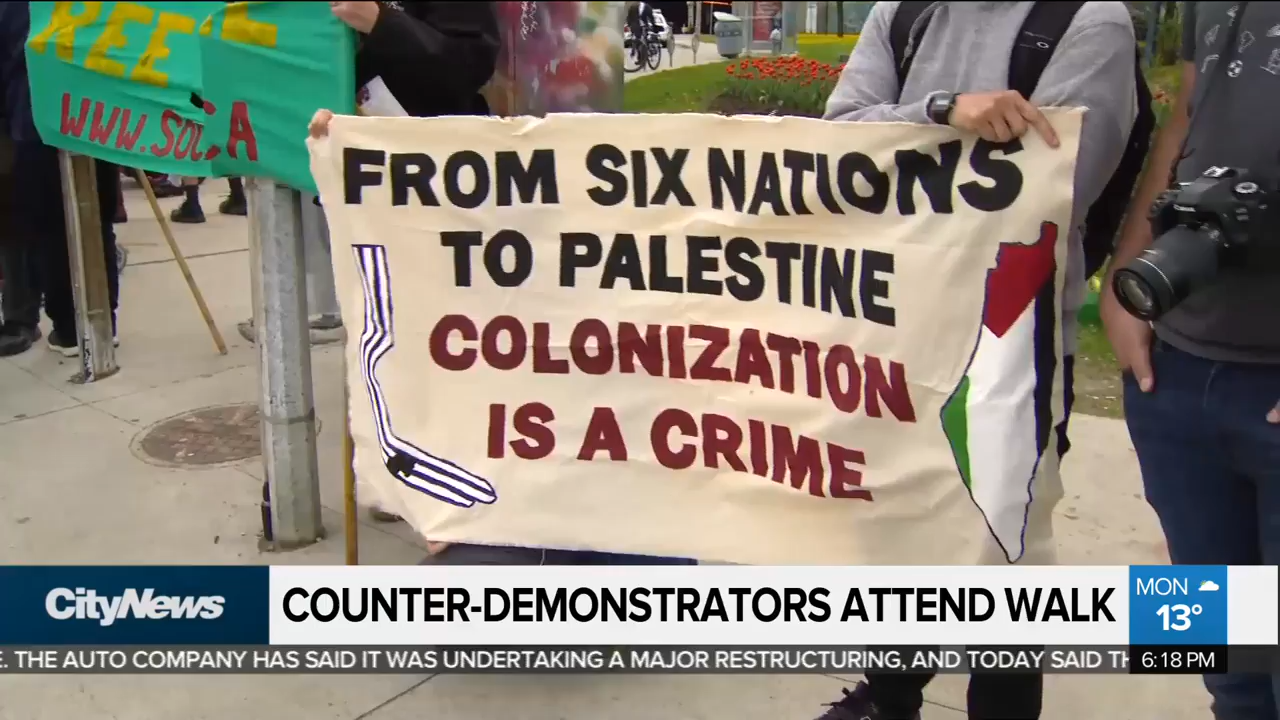 WWW.SO
FROM SIX NATIONS
TO PALESTINE
COLONIZATION
IS A CRIME
CityNews
COUNTER-DEMONSTRATORS ATTEND WALK
MON
13°
THE AUTO COMPANY HAS SAID IT WAS UNDERTAKING A MAJOR RESTRUCTURING, AND TODAY SAID
6:18 PM